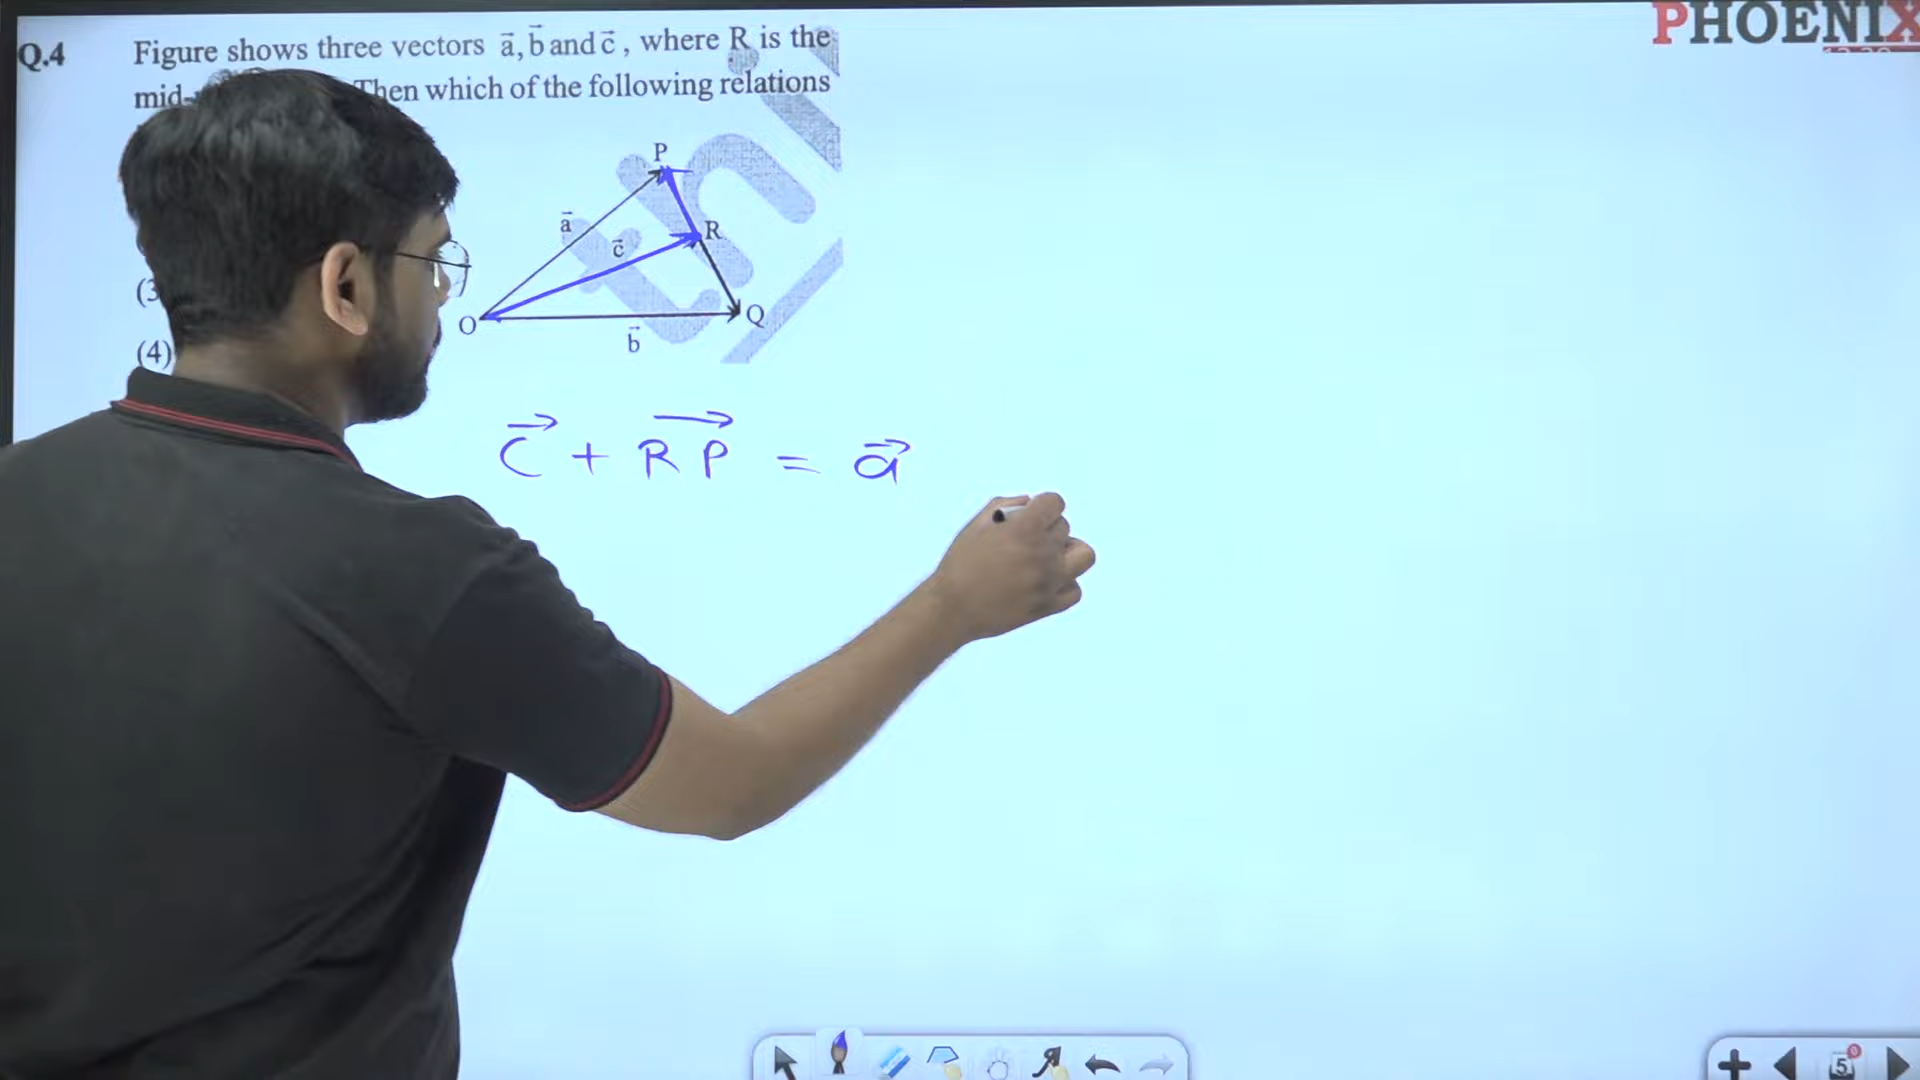 PHOENIX
Q.4 Figure shows three vectors a⃗, b⃗ and c⃗, where R is the
mid- Then which of the following relations
P
a⃗
R
c⃗
O
Q
b⃗
(3
(4)
c⃗ + RP⃗ = a⃗
5